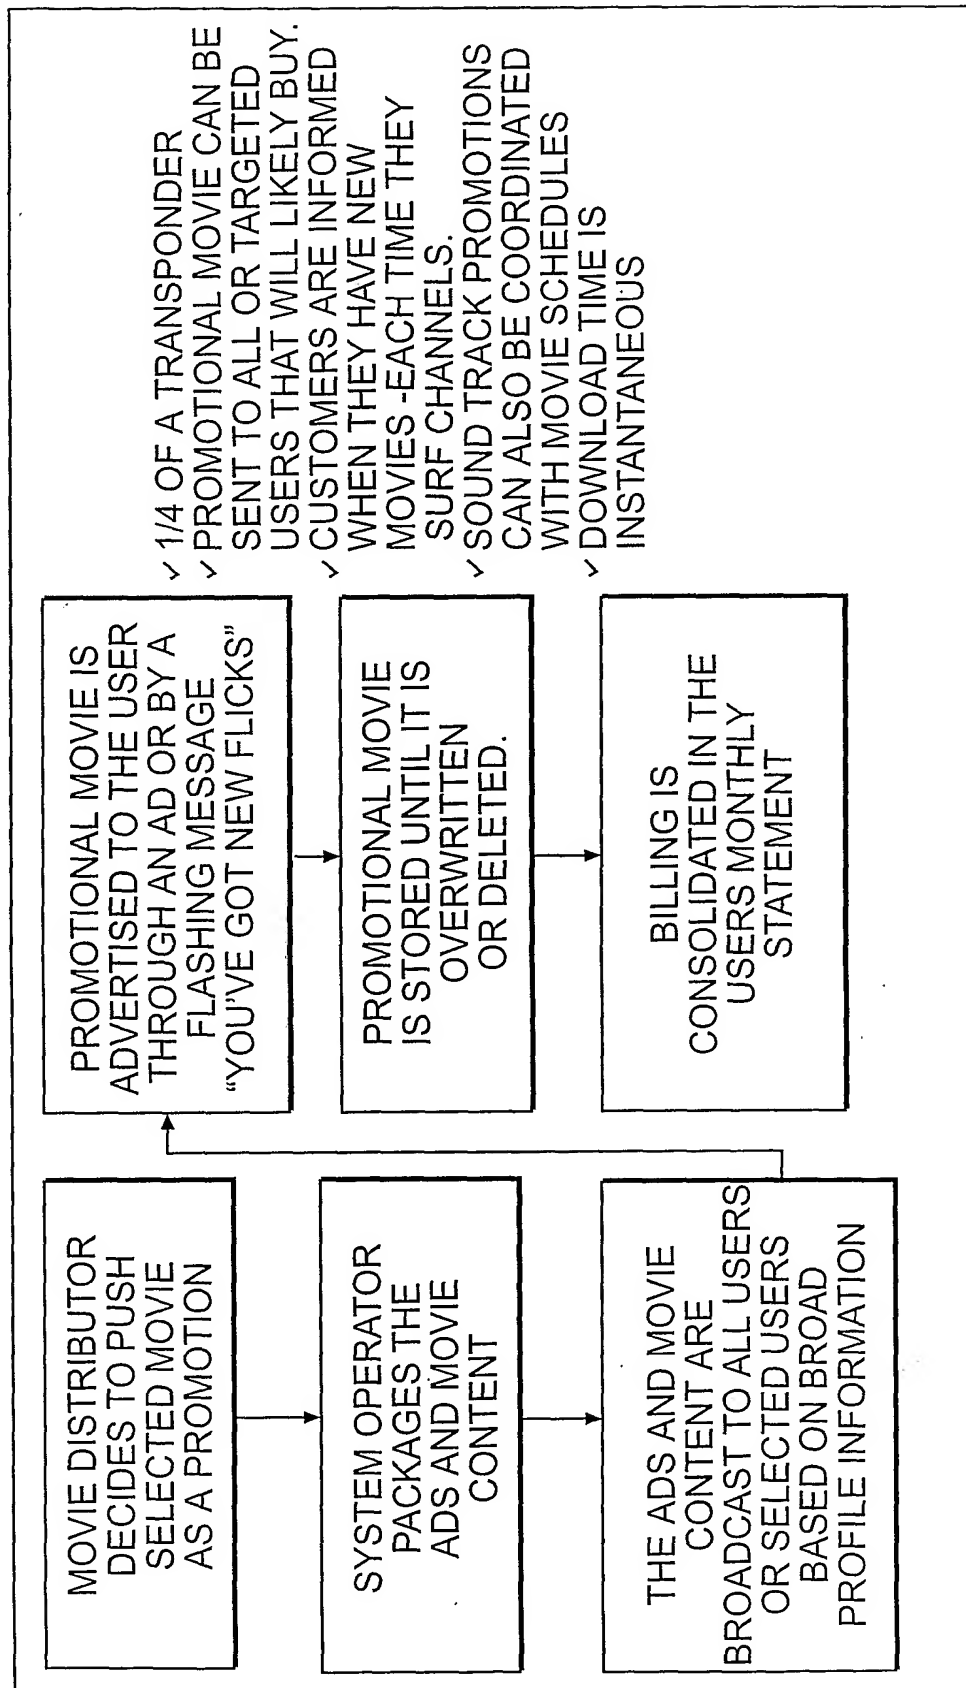 MOVIE DISTRIBUTOR
DECIDES TO PUSH
SELECTED MOVIE
AS A PROMOTION
SYSTEM OPERATOR
PACKAGES THE
ADS AND MOVIE
CONTENT
THE ADS AND MOVIE
CONTENT ARE
BROADCAST TO ALL USERS
OR SELECTED USERS
BASED ON BROAD
PROFILE INFORMATION
PROMOTIONAL MOVIE IS
ADVERTISED TO THE USER
THROUGH AN AD OR BY A
FLASHING MESSAGE
“YOU'VE GOT NEW FLICKS”
PROMOTIONAL MOVIE
IS STORED UNTIL IT IS
OVERWRITTEN
OR DELETED.
BILLING IS
CONSOLIDATED IN THE
USERS MONTHLY
STATEMENT
✓ 1/4 OF A TRANSPONDER
✓ PROMOTIONAL MOVIE CAN BE
SENT TO ALL OR TARGETED
USERS THAT WILL LIKELY BUY.
✓ CUSTOMERS ARE INFORMED
WHEN THEY HAVE NEW
MOVIES -EACH TIME THEY
SURF CHANNELS.
✓ SOUND TRACK PROMOTIONS
CAN ALSO BE COORDINATED
WITH MOVIE SCHEDULES
✓ DOWNLOAD TIME IS
INSTANTANEOUS